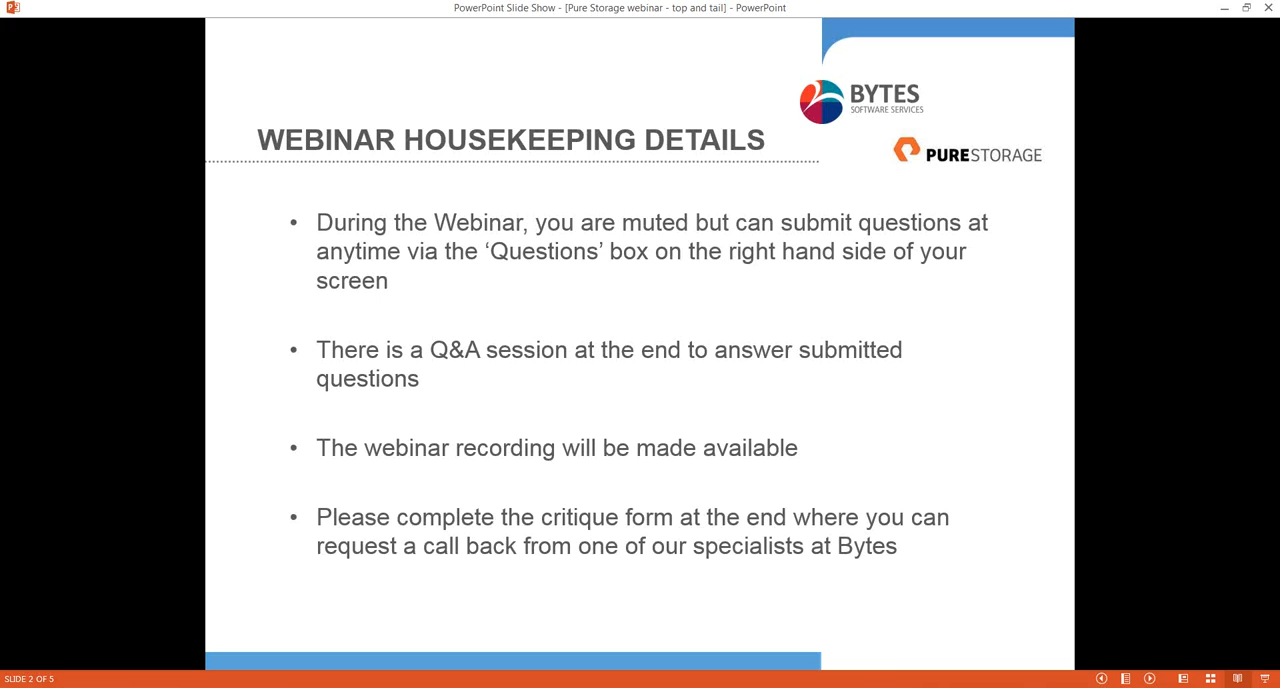 PowerPoint Slide Show - [Pure Storage webinar - top and tail] - PowerPoint
BYTES
SOFTWARE SERVICES
WEBINAR HOUSEKEEPING DETAILS
PURESTORAGE
• During the Webinar, you are muted but can submit questions at
anytime via the ‘Questions’ box on the right hand side of your
screen
• There is a Q&A session at the end to answer submitted
questions
• The webinar recording will be made available
• Please complete the critique form at the end where you can
request a call back from one of our specialists at Bytes
SLIDE 2 OF 5